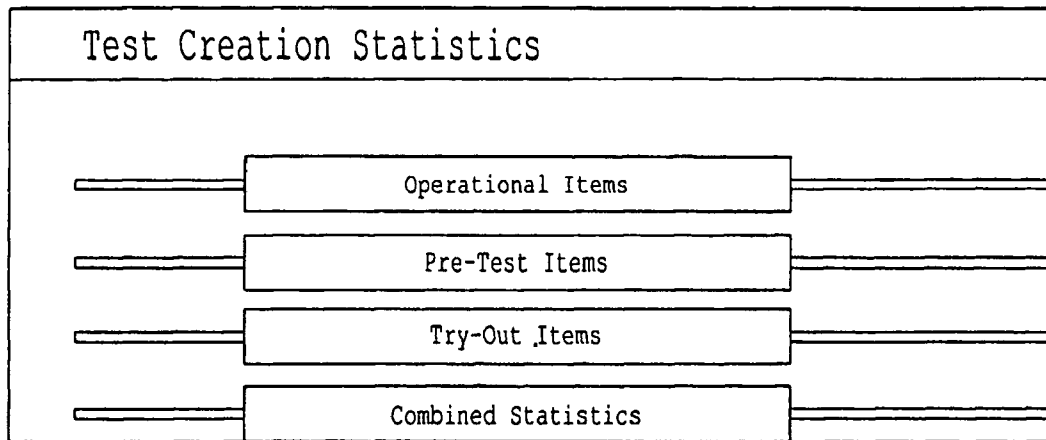 Test Creation Statistics
Operational Items
Pre-Test Items
Try-Out Items
Combined Statistics